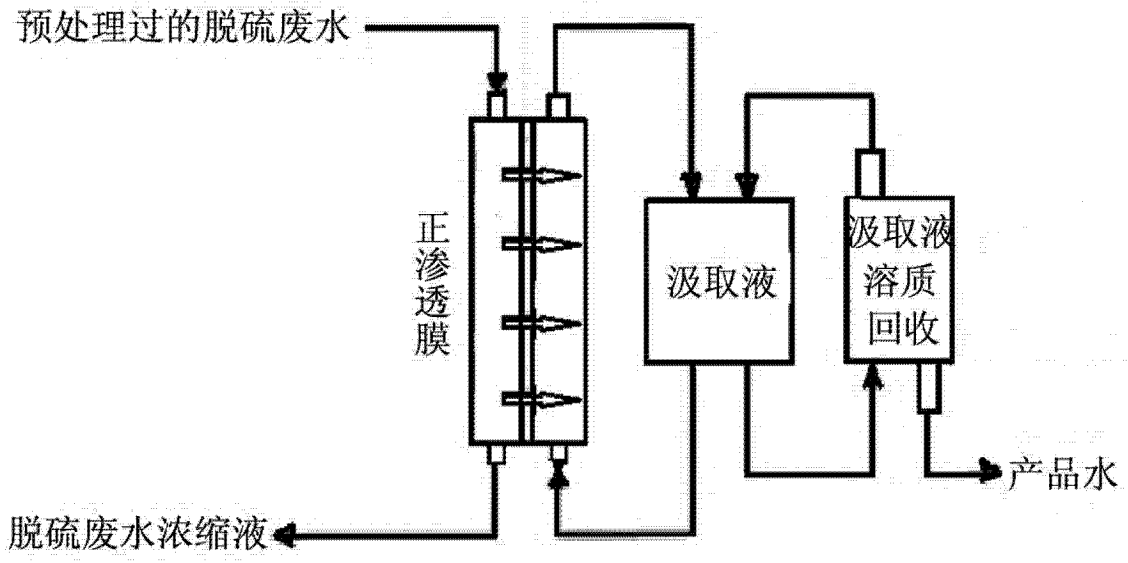 预处理过的脱硫废水
正渗透膜
汲取液
汲取液
溶质
回收
产品水
脱硫废水浓缩液